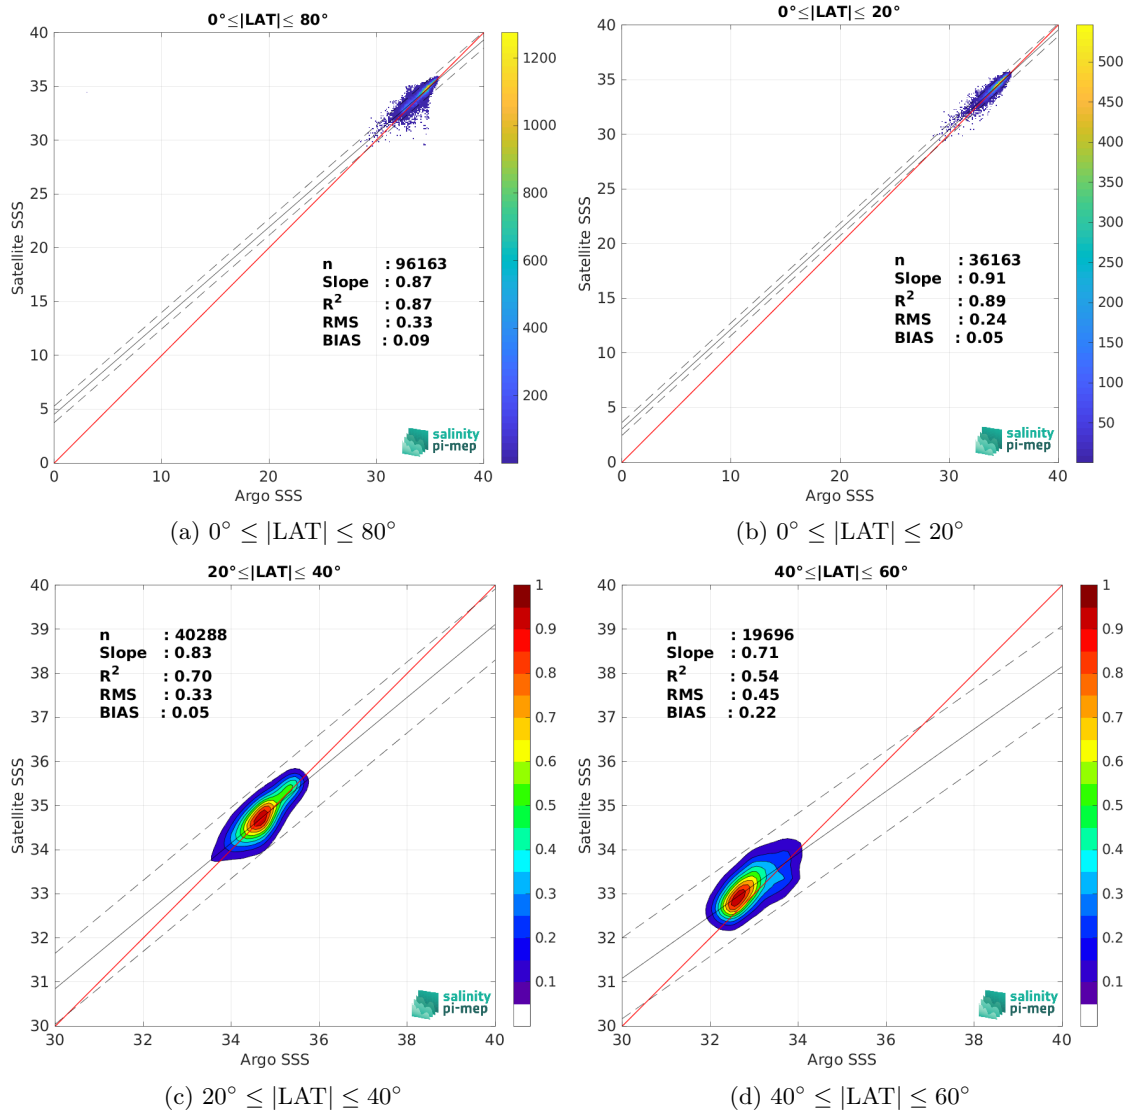 0°≤|LAT|≤ 80°
40
35
30
25
20
15
10
5
0
0
10
20
30
40
Satellite SSS
Argo SSS
n : 96163
Slope : 0.87
R² : 0.87
RMS : 0.33
BIAS : 0.09
salinity
pi-mep
1200
1000
800
600
400
200
(a) 0° ≤ |LAT| ≤ 80°
0°≤|LAT|≤ 20°
40
35
30
25
20
15
10
5
0
0
10
20
30
40
Satellite SSS
Argo SSS
n : 36163
Slope : 0.91
R² : 0.89
RMS : 0.24
BIAS : 0.05
salinity
pi-mep
500
450
400
350
300
250
200
150
100
50
(b) 0° ≤ |LAT| ≤ 20°
20°≤|LAT|≤ 40°
40
39
38
37
36
35
34
33
32
31
30
30
32
34
36
38
40
Satellite SSS
Argo SSS
n : 40288
Slope : 0.83
R² : 0.70
RMS : 0.33
BIAS : 0.05
salinity
pi-mep
1
0.9
0.8
0.7
0.6
0.5
0.4
0.3
0.2
0.1
(c) 20° ≤ |LAT| ≤ 40°
40°≤|LAT|≤ 60°
40
39
38
37
36
35
34
33
32
31
30
30
32
34
36
38
40
Satellite SSS
Argo SSS
n : 19696
Slope : 0.71
R² : 0.54
RMS : 0.45
BIAS : 0.22
salinity
pi-mep
1
0.9
0.8
0.7
0.6
0.5
0.4
0.3
0.2
0.1
(d) 40° ≤ |LAT| ≤ 60°